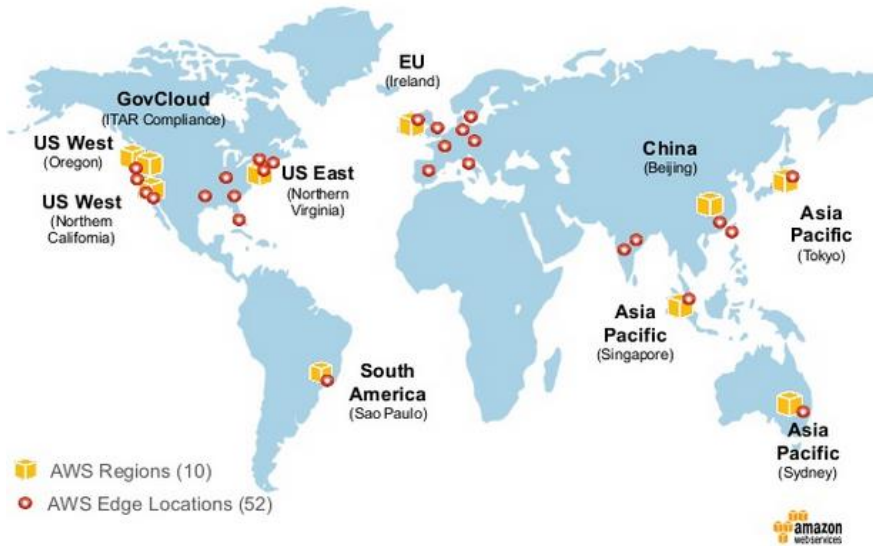 EU
(Ireland)
GovCloud
(ITAR Compliance)
US West
(Oregon)
US West
(Northern
California)
US East
(Northern
Virginia)
China
(Beijing)
Asia
Pacific
(Tokyo)
Asia
Pacific
(Singapore)
South
America
(Sao Paulo)
Asia
Pacific
(Sydney)
AWS Regions (10)
AWS Edge Locations (52)
amazon
webservices